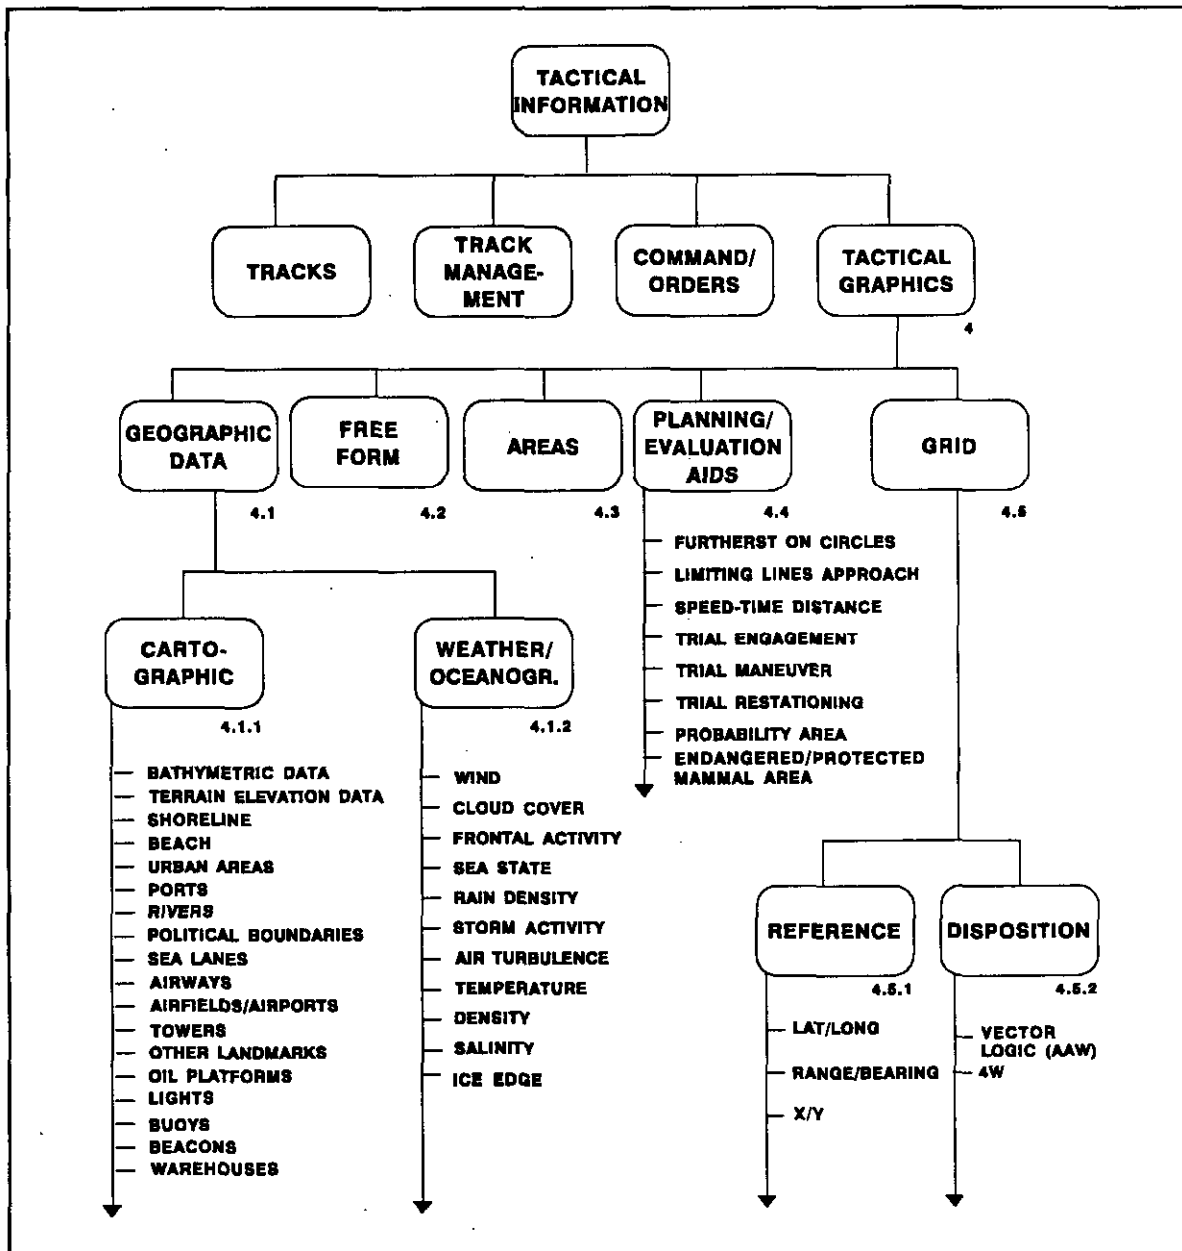 TACTICAL
INFORMATION
TRACKS
TRACK
MANAGE-
MENT
COMMAND/
ORDERS
TACTICAL
GRAPHICS
4
GEOGRAPHIC
DATA
4.1
FREE
FORM
4.2
AREAS
4.3
PLANNING/
EVALUATION
AIDS
4.4
GRID
4.5
FURTHERST ON CIRCLES
LIMITING LINES APPROACH
SPEED-TIME DISTANCE
TRIAL ENGAGEMENT
TRIAL MANEUVER
TRIAL RESTATIONING
PROBABILITY AREA
ENDANGERED/PROTECTED
MAMMAL AREA
CARTO-
GRAPHIC
4.1.1
BATHYMETRIC DATA
TERRAIN ELEVATION DATA
SHORELINE
BEACH
URBAN AREAS
PORTS
RIVERS
POLITICAL BOUNDARIES
SEA LANES
AIRWAYS
AIRFIELDS/AIRPORTS
TOWERS
OTHER LANDMARKS
OIL PLATFORMS
LIGHTS
BUOYS
BEACONS
WAREHOUSES
WEATHER/
OCEANOGR.
4.1.2
WIND
CLOUD COVER
FRONTAL ACTIVITY
SEA STATE
RAIN DENSITY
STORM ACTIVITY
AIR TURBULENCE
TEMPERATURE
DENSITY
SALINITY
ICE EDGE
REFERENCE
4.5.1
LAT/LONG
RANGE/BEARING
X/Y
DISPOSITION
4.5.2
VECTOR
LOGIC (AAW)
4W